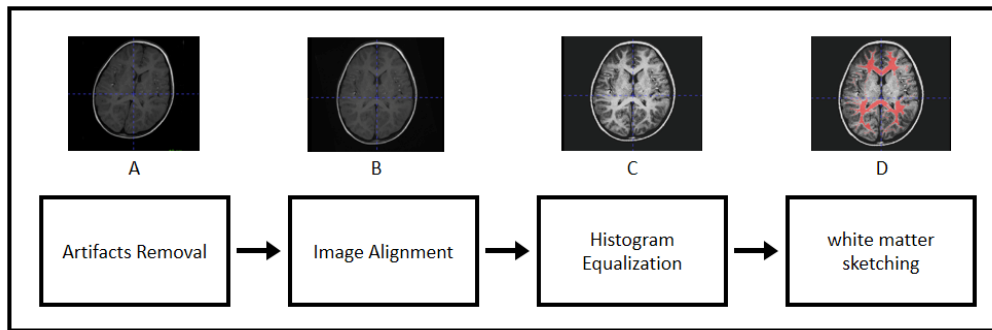 A
B
C
D
Artifacts Removal
Image Alignment
Histogram
Equalization
white matter
sketching